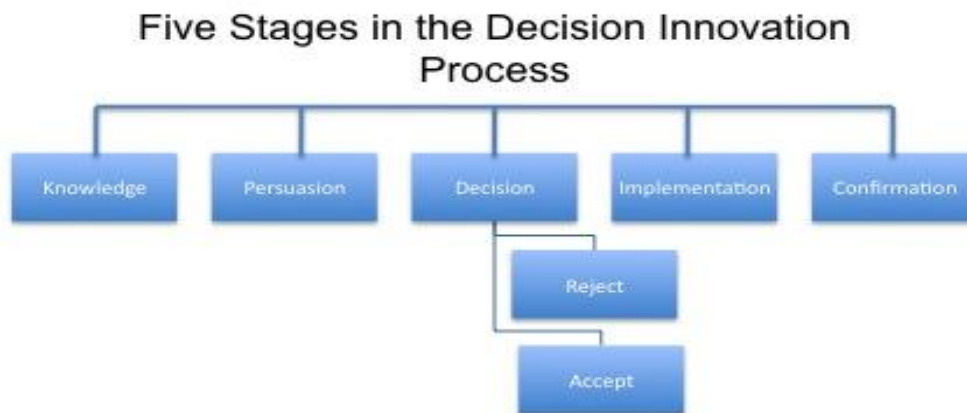 Five Stages in the Decision Innovation
Process
Knowledge
Persuasion
Decision
Implementation
Confirmation
Reject
Accept